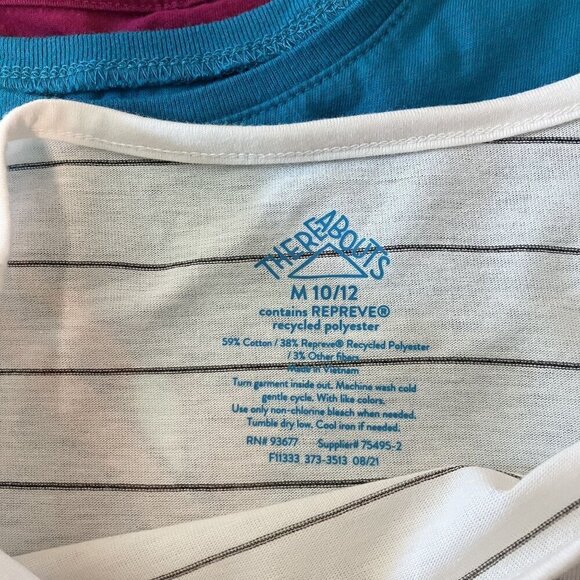 THEREABOUTS
M 10/12
contains REPREVE®
recycled polyester
59% Cotton / 38% Repreve® Recycled Polyester
/ 3% Other fibers
Made in Vietnam
Turn garment inside out. Machine wash cold
gentle cycle. With like colors.
Use only non-chlorine bleach when needed.
Tumble dry low. Cool iron if needed.
RN# 93677 Supplier# 75495-2
F11333 373-3513 08/21